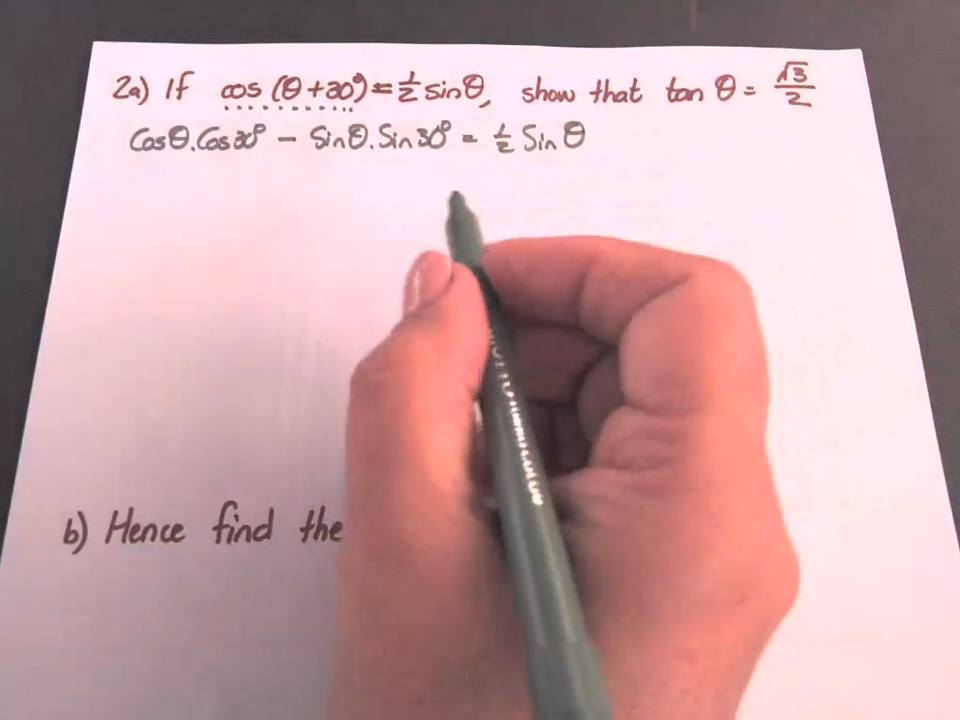 2a) If cos (θ+30°) = ½ sinθ, show that tan θ = √3/2
Cosθ.Cos30° – Sinθ.Sin30° = ½ Sin θ
b) Hence find the